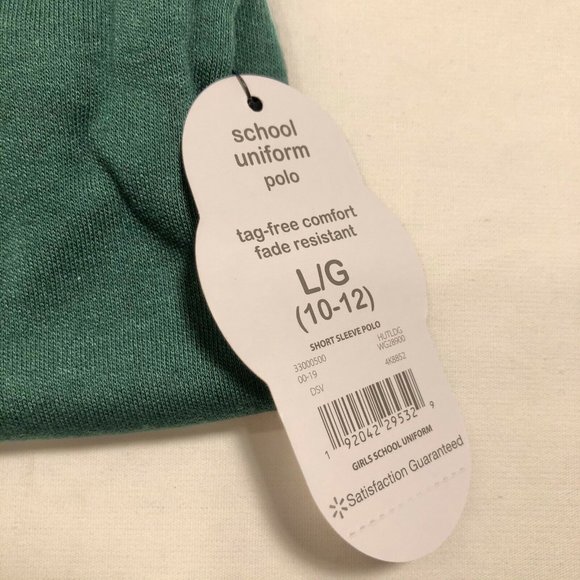 school
uniform
polo
tag-free comfort
fade resistant
L/G
(10-12)
SHORT SLEEVE POLO
33000500 HUTLDG
00-19 WG28900
DSV 4K8852
1 92042 29532 9
GIRLS SCHOOL UNIFORM
Satisfaction Guaranteed